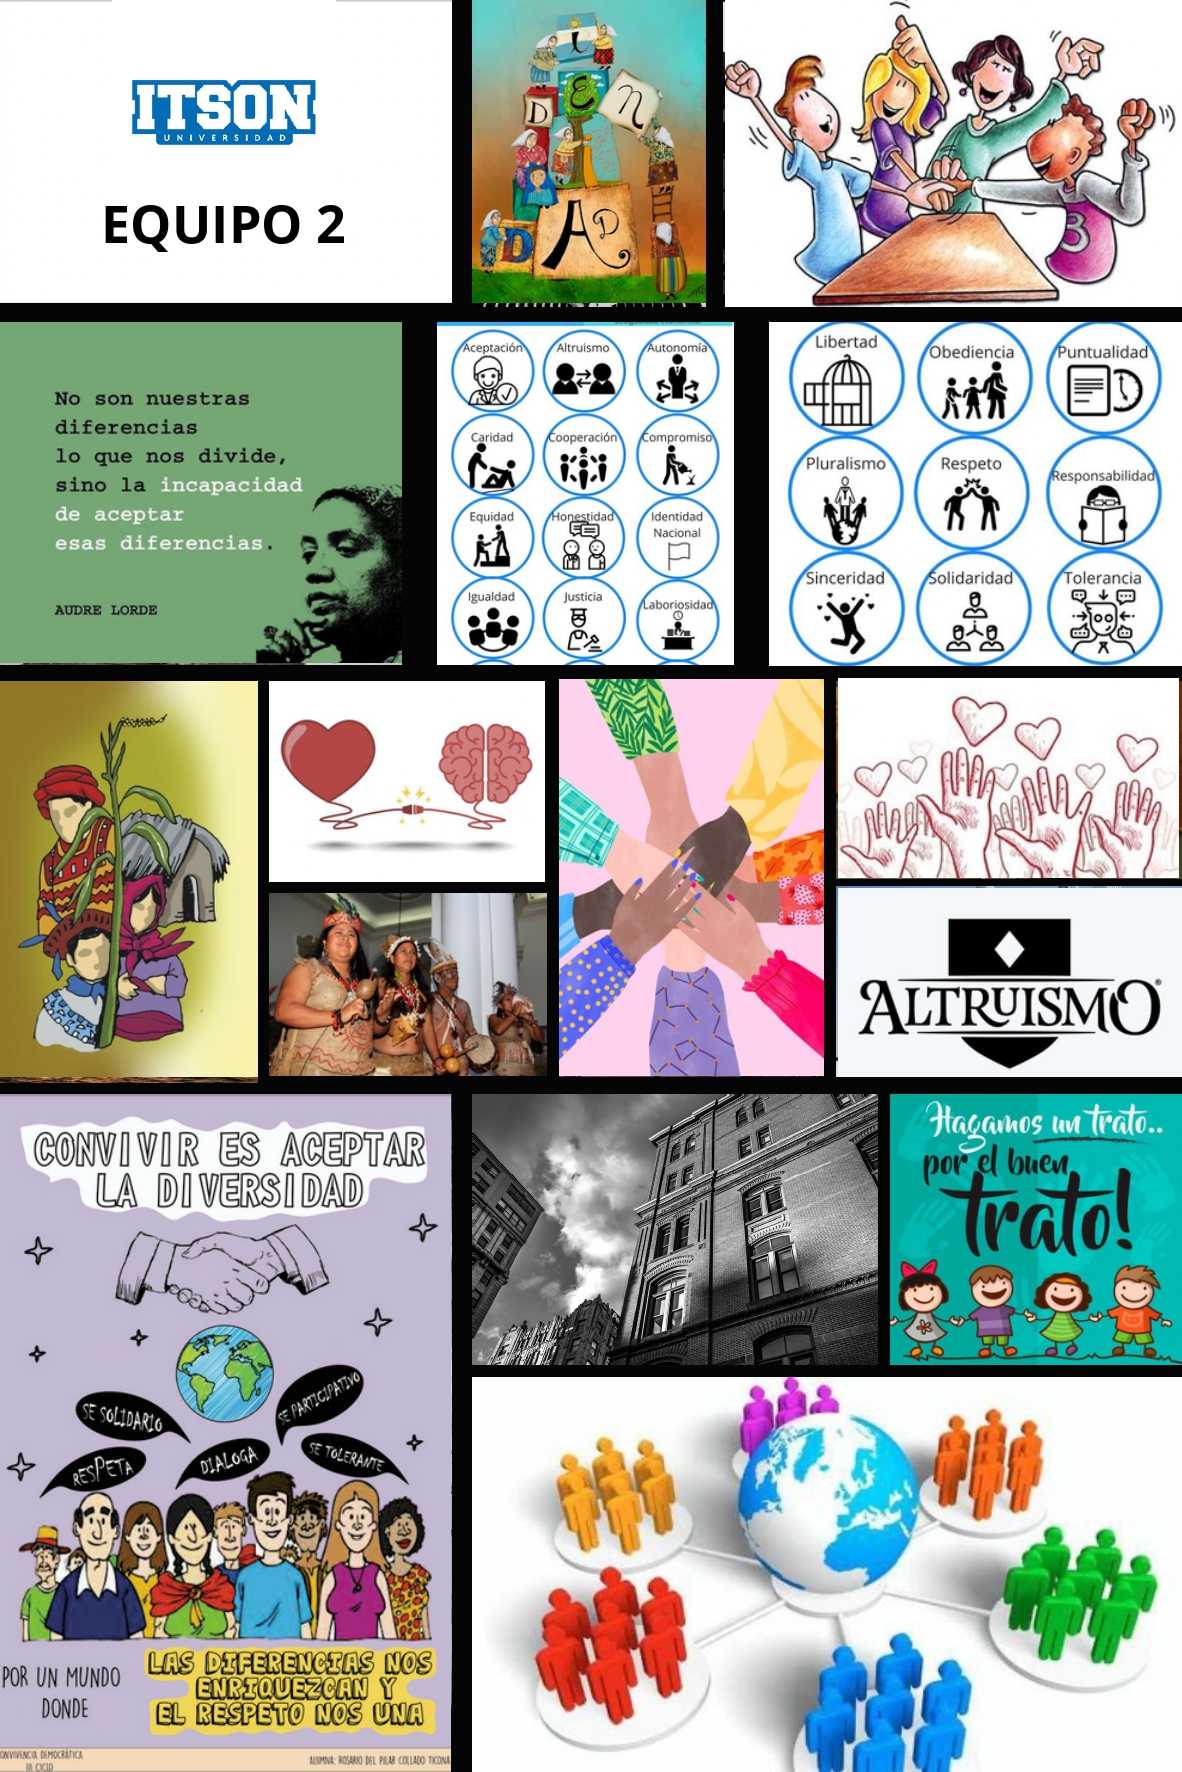 ITSON
UNIVERSIDAD
EQUIPO 2
I
DEN
T
I
D
AD
No son nuestras
diferencias
lo que nos divide,
sino la incapacidad
de aceptar
esas diferencias.
AUDRE LORDE
Aceptación
Altruismo
Autonomía
Caridad
Cooperación
Compromiso
Equidad
Honestidad
Identidad
Nacional
Igualdad
Justicia
Laboriosidad
Libertad
Obediencia
Puntualidad
Pluralismo
Respeto
Responsabilidad
Sinceridad
Solidaridad
Tolerancia
3
ALTRUISMO®
CONVIVIR ES ACEPTAR
LA DIVERSIDAD
SE SOLIDARIO
SE PARTICIPATIVO
RESPETA
DIALOGA
SE TOLERANTE
POR UN MUNDO
DONDE
LAS DIFERENCIAS NOS
ENRIQUEZCAN Y
EL RESPETO NOS UNA
ONVIVENCIA DEMOCRÁTICA
III CICLO
ALUMNA: ROSARIO DEL PILAR COLLADO TICONA
Hagamos un trato..
por el buen
trato!